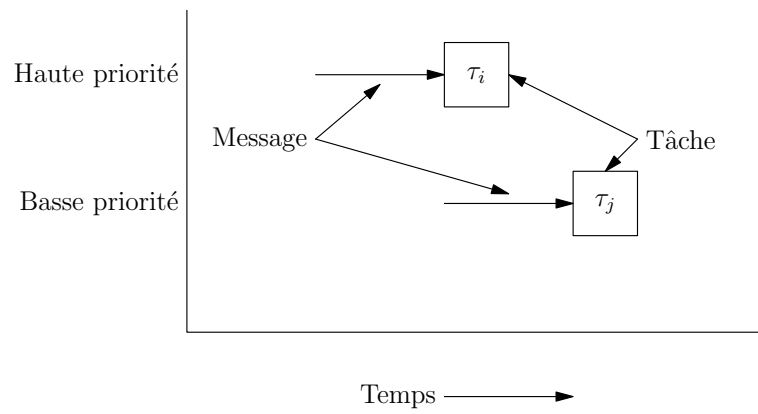 Haute priorité
τi
Message
Tâche
Basse priorité
τj
Temps